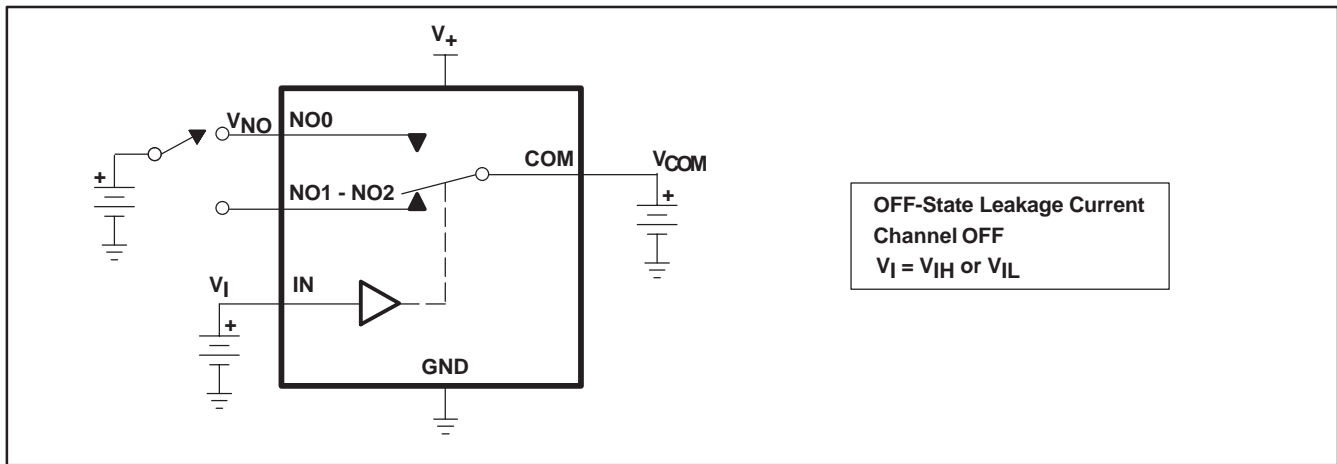 V+
VNO NO0
COM VCOM
+
+
NO1 - NO2
OFF-State Leakage Current
Channel OFF
VI = VIH or VIL
VI IN
+
GND